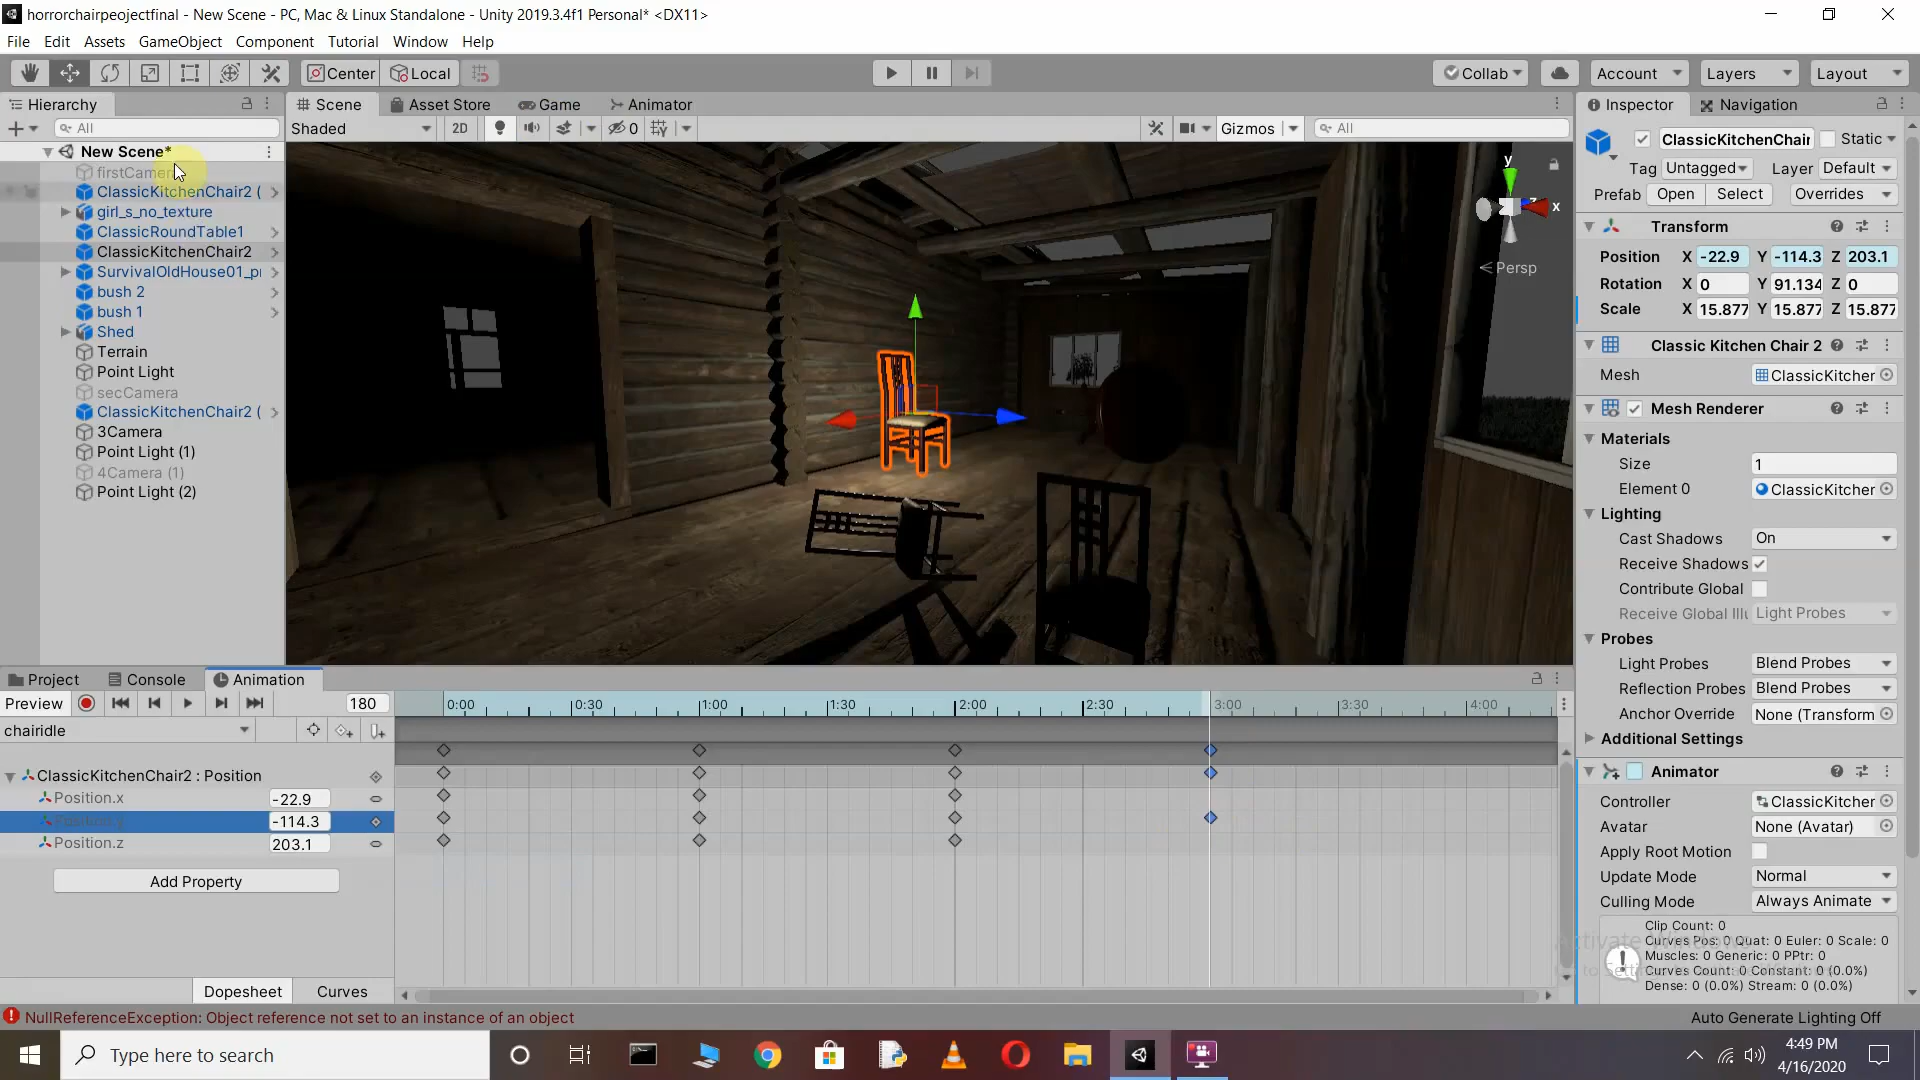 horrorchairpeojectfinal - New Scene - PC, Mac & Linux Standalone - Unity 2019.3.4f1 Personal* <DX11>
File Edit Assets GameObject Component Tutorial Window Help
Center Local Collab Account Layers Layout
Hierarchy
All
New Scene*
firstCamera
ClassicKitchenChair2 (
girl_s_no_texture
ClassicRoundTable1
ClassicKitchenChair2
SurvivalOldHouse01_pr
bush 2
bush 1
Shed
Terrain
Point Light
secCamera
ClassicKitchenChair2 (
3Camera
Point Light (1)
4Camera (1)
Point Light (2)
Scene Asset Store Game Animator
Shaded 2D 0 Gizmos All
y
x
Persp
Inspector Navigation
ClassicKitchenChair Static
Tag Untagged Layer Default
Prefab Open Select Overrides
Transform
Position X -22.9 Y -114.3 Z 203.1
Rotation X 0 Y 91.134 Z 0
Scale X 15.877 Y 15.877 Z 15.877
Classic Kitchen Chair 2
Mesh ClassicKitcher
Mesh Renderer
Materials
Size 1
Element 0 ClassicKitcher
Lighting
Cast Shadows On
Receive Shadows
Contribute Global
Receive Global Illu Light Probes
Probes
Light Probes Blend Probes
Reflection Probes Blend Probes
Anchor Override None (Transform
Additional Settings
Animator
Controller ClassicKitcher
Avatar None (Avatar)
Apply Root Motion
Update Mode Normal
Culling Mode Always Animate
Clip Count: 0
Curves Pos: 0 Quat: 0 Euler: 0 Scale: 0
Muscles: 0 Generic: 0 PPtr: 0
Curves Count: 0 Constant: 0 (0.0%)
Dense: 0 (0.0%) Stream: 0 (0.0%)
Project Console Animation
Preview 180 0:00 0:30 1:00 1:30 2:00 2:30 3:00 3:30 4:00
chairidle
ClassicKitchenChair2 : Position
Position.x -22.9
Position.y -114.3
Position.z 203.1
Add Property
Dopesheet Curves
NullReferenceException: Object reference not set to an instance of an object
Auto Generate Lighting Off
Type here to search
4:49 PM
4/16/2020